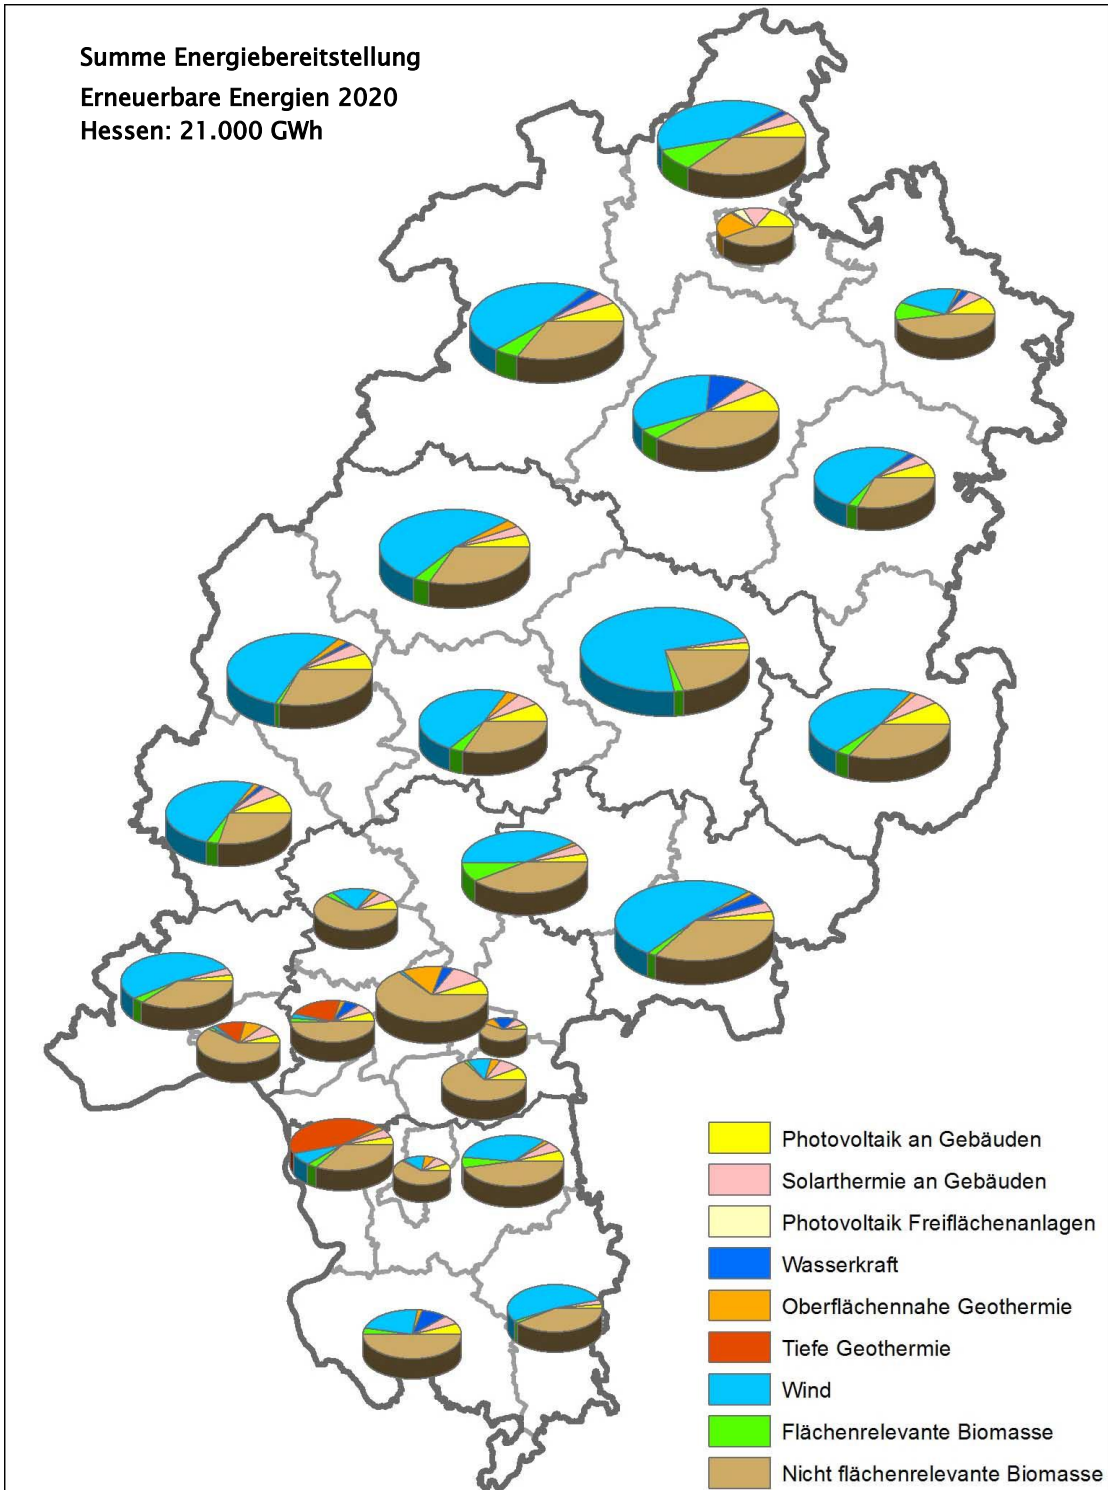 Summe Energiebereitstellung
Erneuerbare Energien 2020
Hessen: 21.000 GWh
Photovoltaik an Gebäuden
Solarthermie an Gebäuden
Photovoltaik Freiflächenanlagen
Wasserkraft
Oberflächennahe Geothermie
Tiefe Geothermie
Wind
Flächenrelevante Biomasse
Nicht flächenrelevante Biomasse